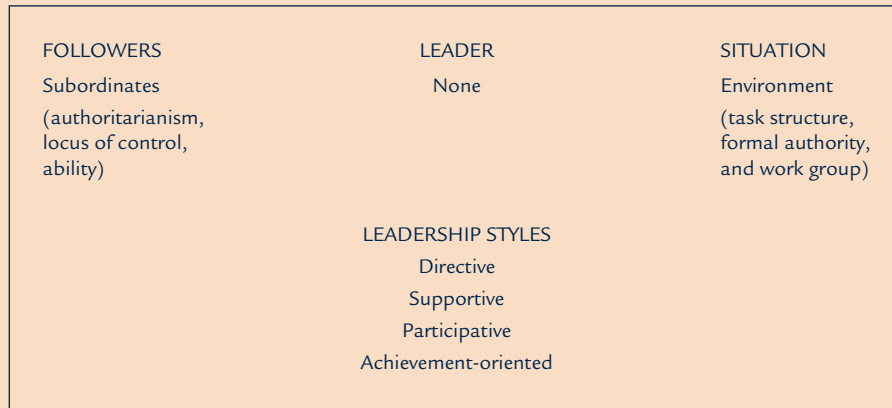 FOLLOWERS
Subordinates
(authoritarianism,
locus of control,
ability)
LEADER
None
SITUATION
Environment
(task structure,
formal authority,
and work group)
LEADERSHIP STYLES
Directive
Supportive
Participative
Achievement-oriented